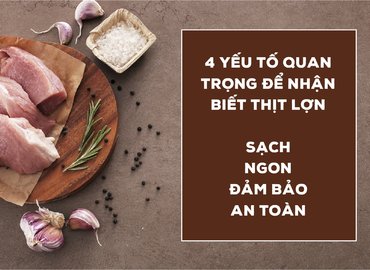 4 YẾU TỐ QUAN
TRỌNG ĐỂ NHẬN
BIẾT THỊT LỢN
SẠCH
NGON
ĐẢM BẢO
AN TOÀN